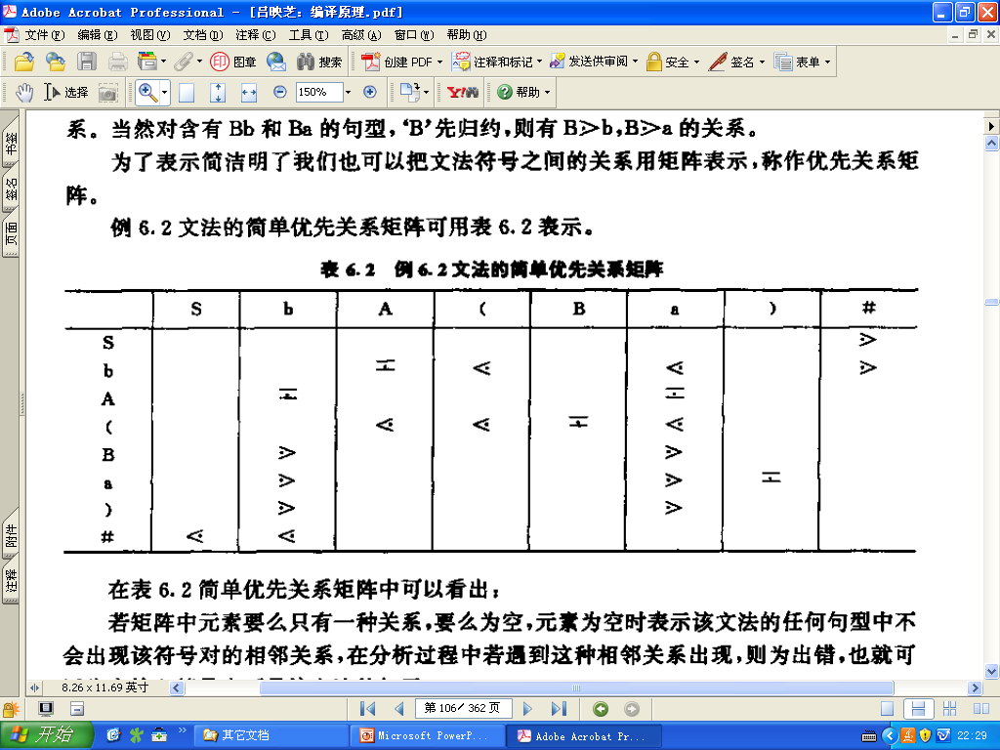 Adobe Acrobat Professional - [吕映芝：编译原理.pdf]
文件(F) 编辑(E) 视图(V) 文档(D) 注释(C) 工具(T) 高级(A) 窗口(W) 帮助(H)
图章 搜索 创建 PDF 注释和标记 发送供审阅 安全 签名 表单
选择 150% Y! 帮助
书签
签名
页面
附件
注释
系。当然对含有 Bb 和 Ba 的句型,‘B’先归约,则有 B⋗b,B⋗a 的关系。
为了表示简洁明了我们也可以把文法符号之间的关系用矩阵表示,称作优先关系矩
阵。
例 6.2 文法的简单优先关系矩阵可用表 6.2 表示。
表 6.2 例 6.2 文法的简单优先关系矩阵
S b A ( B a ) #
S ⋗
b ≐ ⋖ ⋖ ⋗
A ≐ ≐
( ⋖ ⋖ ≐ ⋖
B ⋗ ⋗
a ⋗ ⋗ ≐
) ⋗ ⋗
# ⋖ ⋖
在表 6.2 简单优先关系矩阵中可以看出:
若矩阵中元素要么只有一种关系,要么为空,元素为空时表示该文法的任何句型中不
会出现该符号对的相邻关系,在分析过程中若遇到这种相邻关系出现,则为出错,也就可
8.26 x 11.69 英寸
第 106/ 362 页
开始 其它文档 Microsoft PowerP... Adobe Acrobat Pr... 22:29